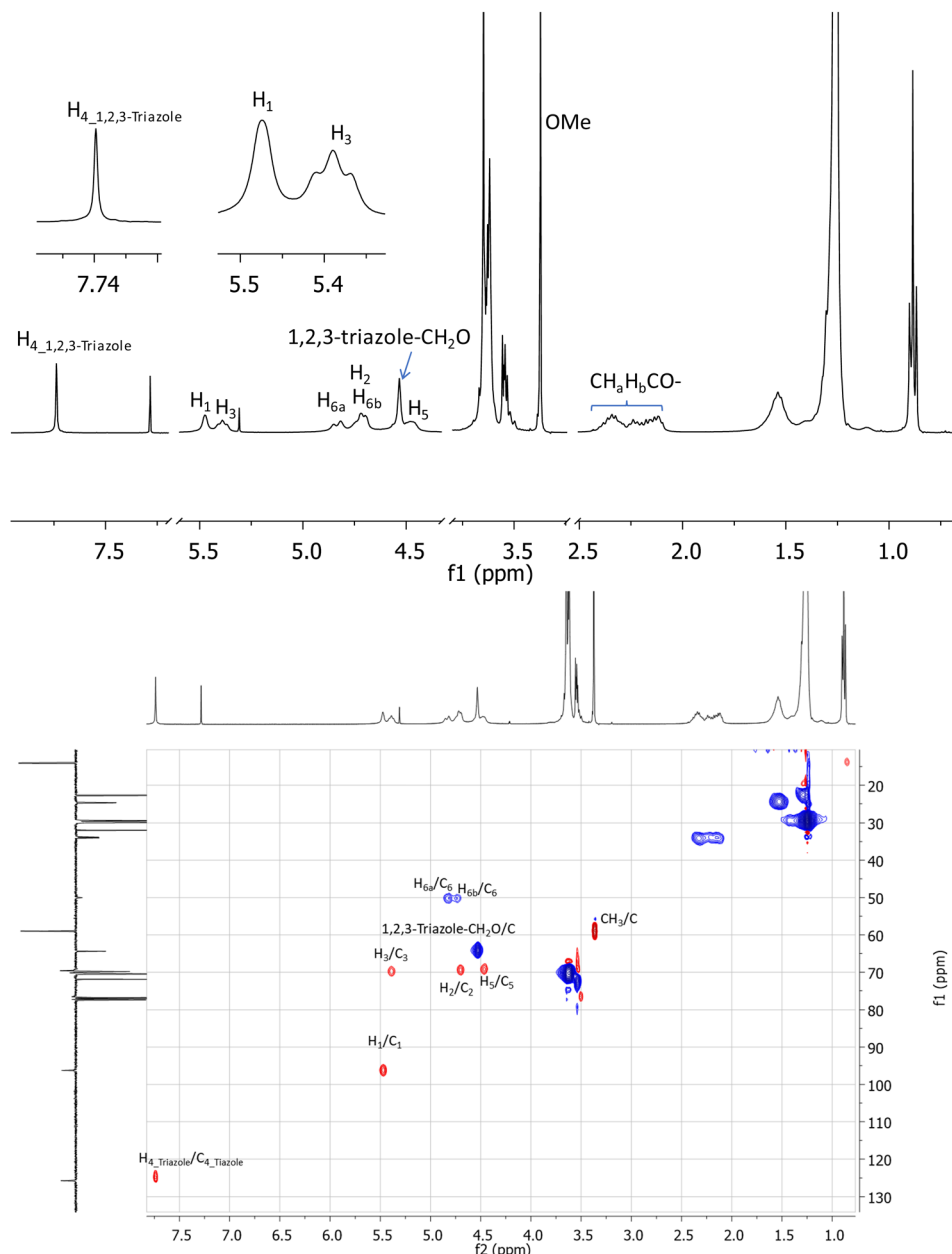 H4_1,2,3-Triazole
H1
H3
7.74
5.5 5.4
OMe
H4_1,2,3-Triazole
1,2,3-triazole-CH2O
H1 H3 H6a H2 H6b H5
CHaHbCO-
7.5 5.5 5.0 4.5 3.5 2.5 2.0 1.5 1.0
f1 (ppm)
20
30
40
H6a/C6 H6b/C6
50
1,2,3-Triazole-CH2O/C
CH3/C
60
H3/C3
H2/C2
H5/C5
70
80
H1/C1
90
100
110
H4_Triazole/C4_Tiazole
120
130
f1 (ppm)
7.5 7.0 6.5 6.0 5.5 5.0 4.5 4.0 3.5 3.0 2.5 2.0 1.5 1.0
f2 (ppm)